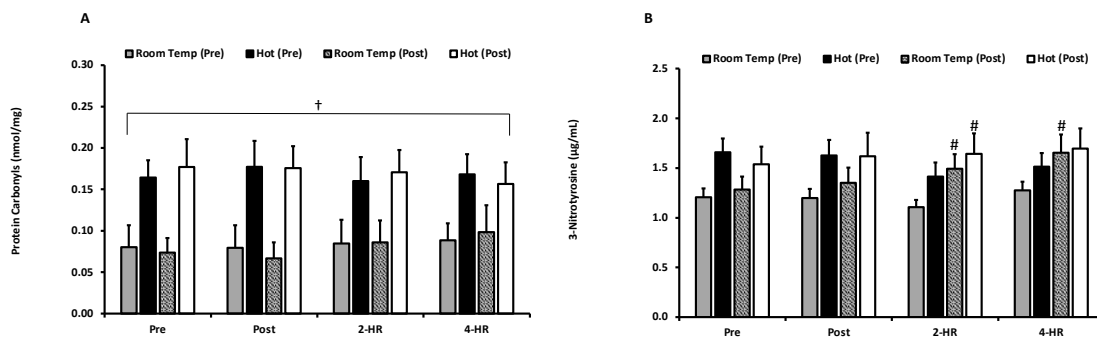 A
Room Temp (Pre) Hot (Pre) Room Temp (Post) Hot (Post)
Protein Carbonyls (nmol/mg)
0.30
0.25
0.20
0.15
0.10
0.05
0.00
†
Pre Post 2-HR 4-HR
B
Room Temp (Pre) Hot (Pre) Room Temp (Post) Hot (Post)
3-Nitrotyrosine (µg/mL)
2.5
2.0
1.5
1.0
0.5
0.0
# # #
Pre Post 2-HR 4-HR